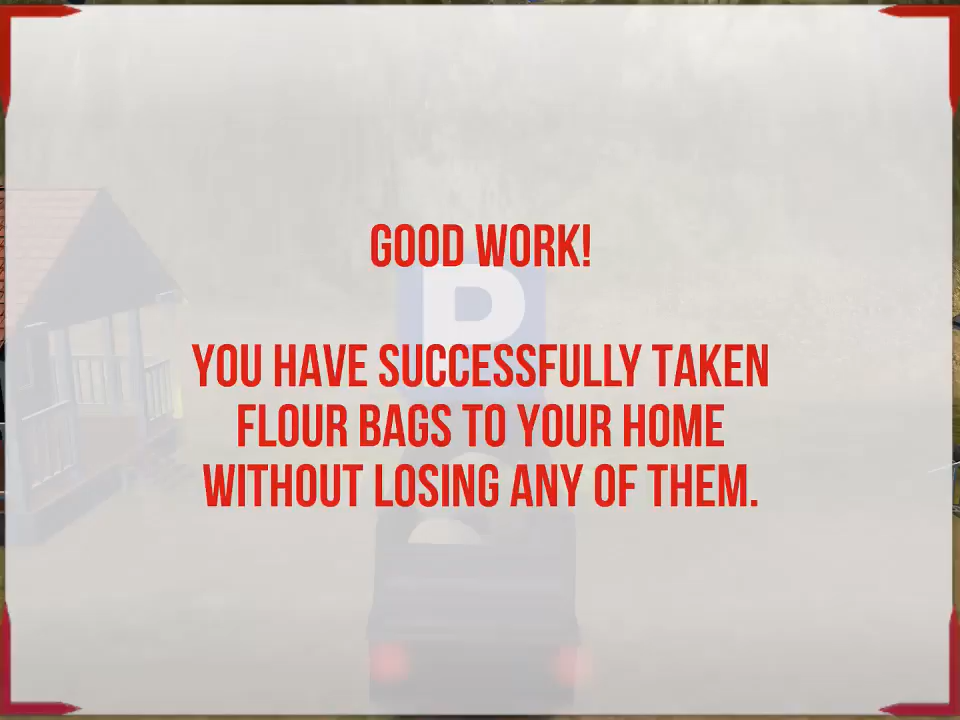 GOOD WORK!
P
YOU HAVE SUCCESSFULLY TAKEN
FLOUR BAGS TO YOUR HOME
WITHOUT LOSING ANY OF THEM.